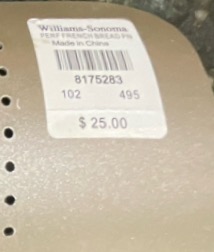 Williams-Sonoma
PERF FRENCH BREAD PN
Made in China
8175283
102 495
$ 25.00